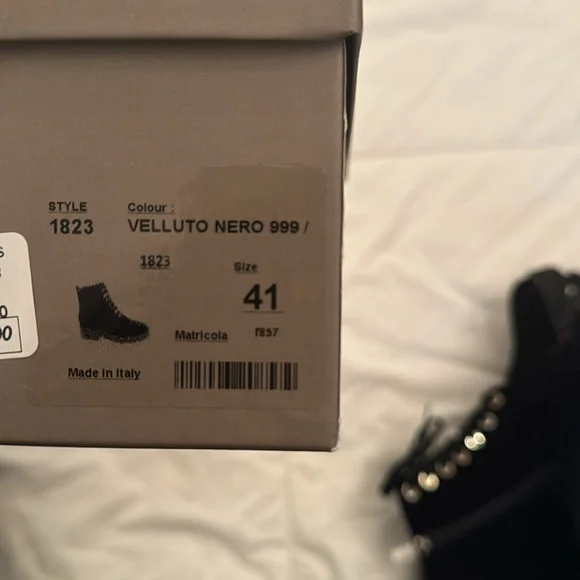 STYLE
Colour :
1823
VELLUTO NERO 999 /
1823
Size
41
Matricola
f857
Made in Italy